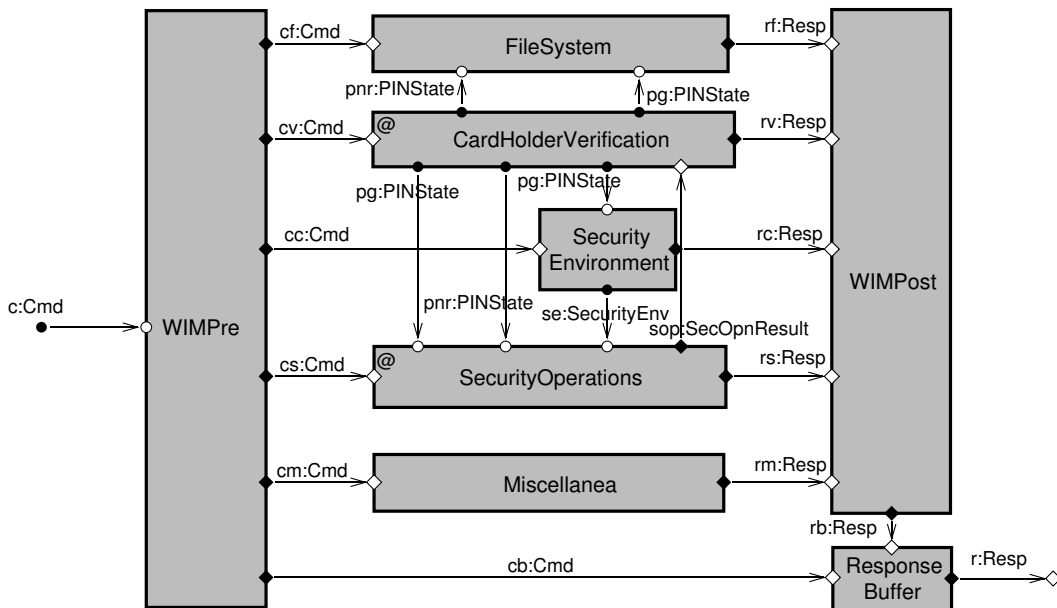 cf:Cmd
FileSystem
rf:Resp
pnr:PINState
pg:PINState
cv:Cmd
@
CardHolderVerification
rv:Resp
pg:PINState
pg:PINState
cc:Cmd
Security
Environment
rc:Resp
WIMPost
c:Cmd
WIMPre
pnr:PINState
se:SecurityEnv
sop:SecOpnResult
cs:Cmd
@
SecurityOperations
rs:Resp
cm:Cmd
Miscellanea
rm:Resp
rb:Resp
cb:Cmd
Response
Buffer
r:Resp